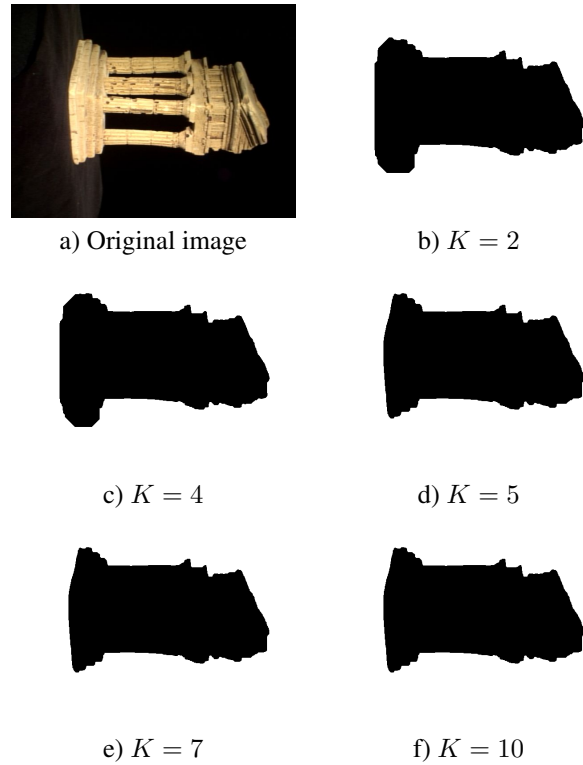 a) Original image
b) K = 2
c) K = 4
d) K = 5
e) K = 7
f) K = 10